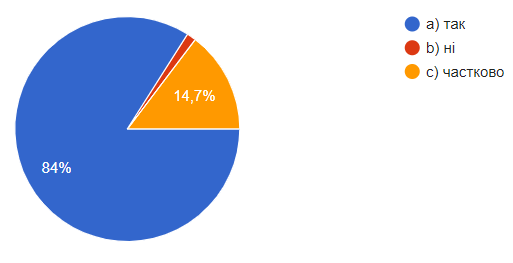 a) так
b) ні
c) частково
14,7%
84%